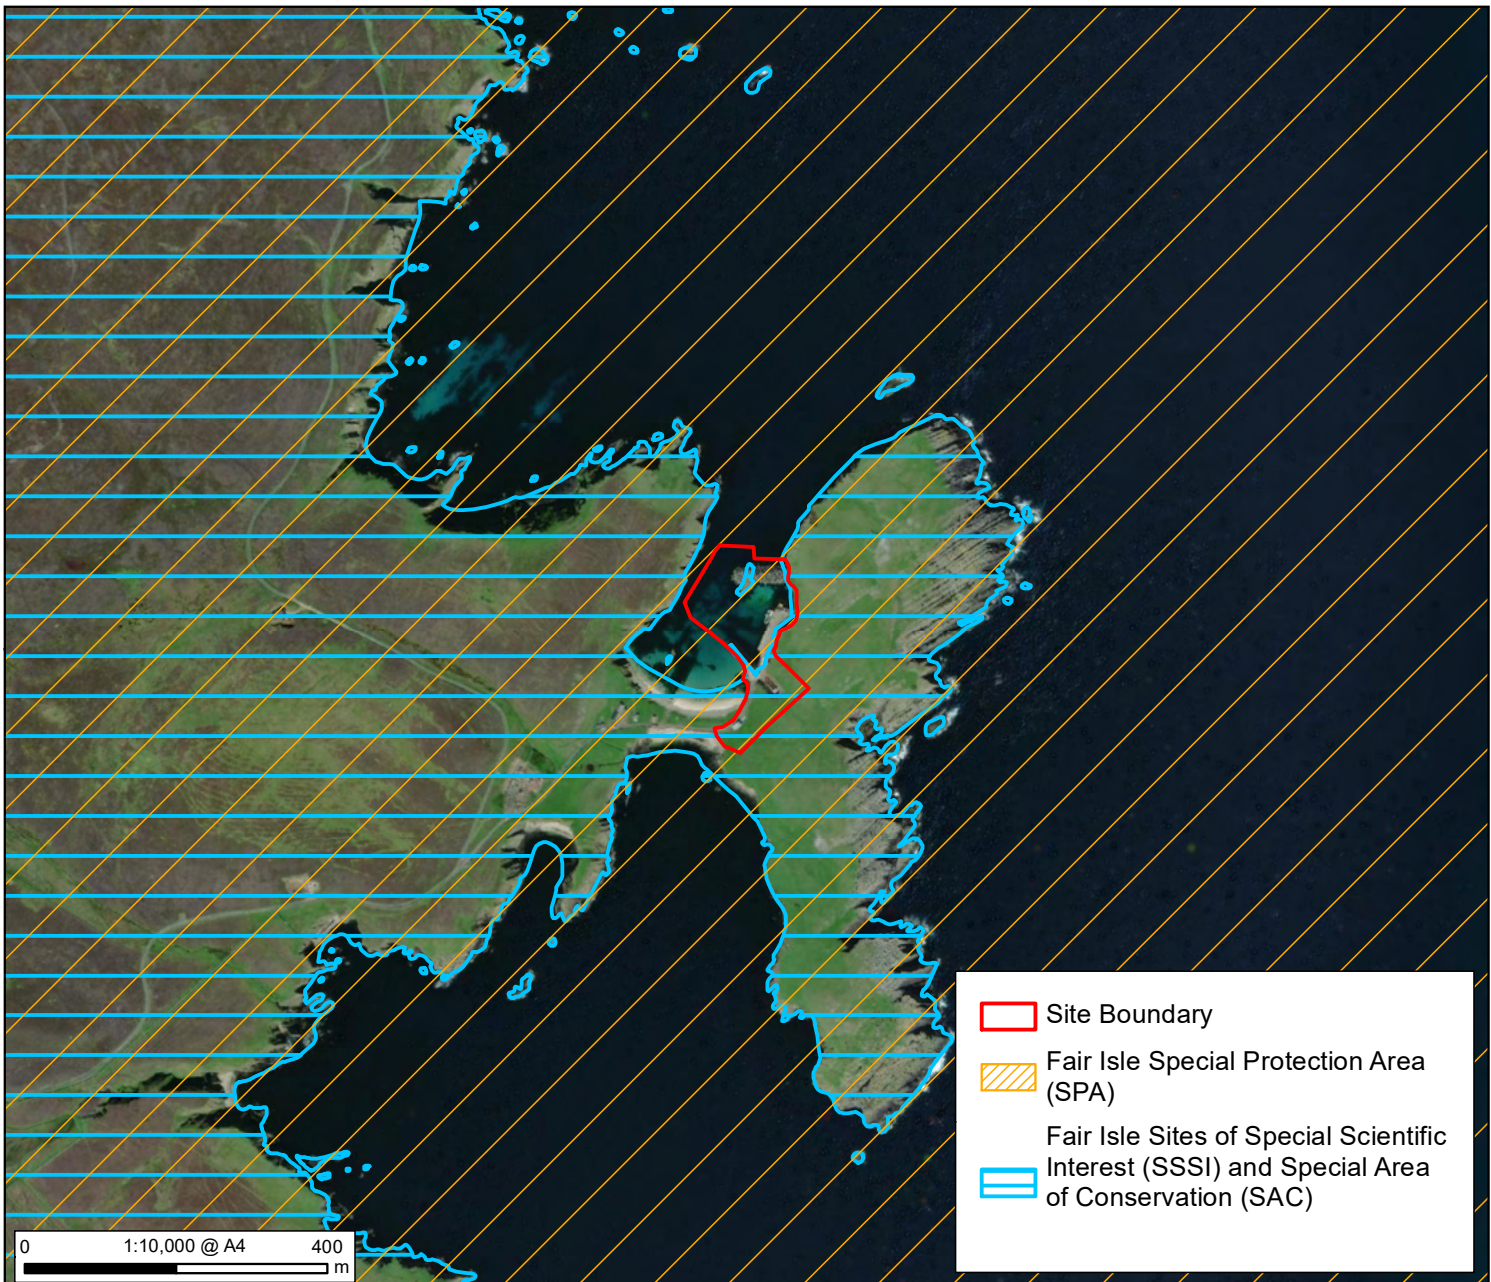 Site Boundary
Fair Isle Special Protection Area
(SPA)
Fair Isle Sites of Special Scientific
Interest (SSSI) and Special Area
of Conservation (SAC)
0 1:10,000 @ A4 400
m